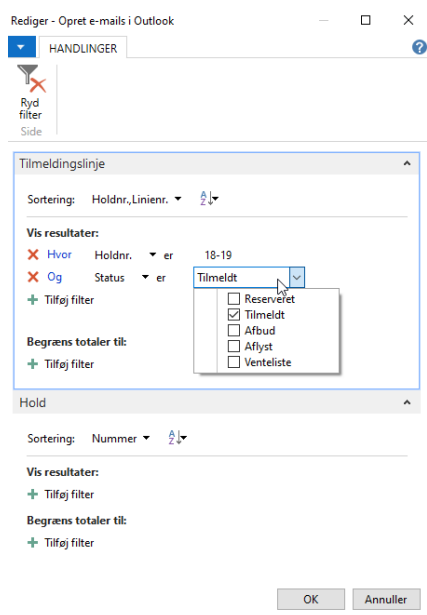 Rediger - Opret e-mails i Outlook
HANDLINGER
Ryd
filter
Side
Tilmeldingslinje
Sortering: Holdnr.,Linienr.
Vis resultater:
Hvor Holdnr. er 18-19
Og Status er Tilmeldt
Tilføj filter
Reserveret
Tilmeldt
Afbud
Aflyst
Venteliste
Begræns totaler til:
Tilføj filter
Hold
Sortering: Nummer
Vis resultater:
Tilføj filter
Begræns totaler til:
Tilføj filter
OK Annuller